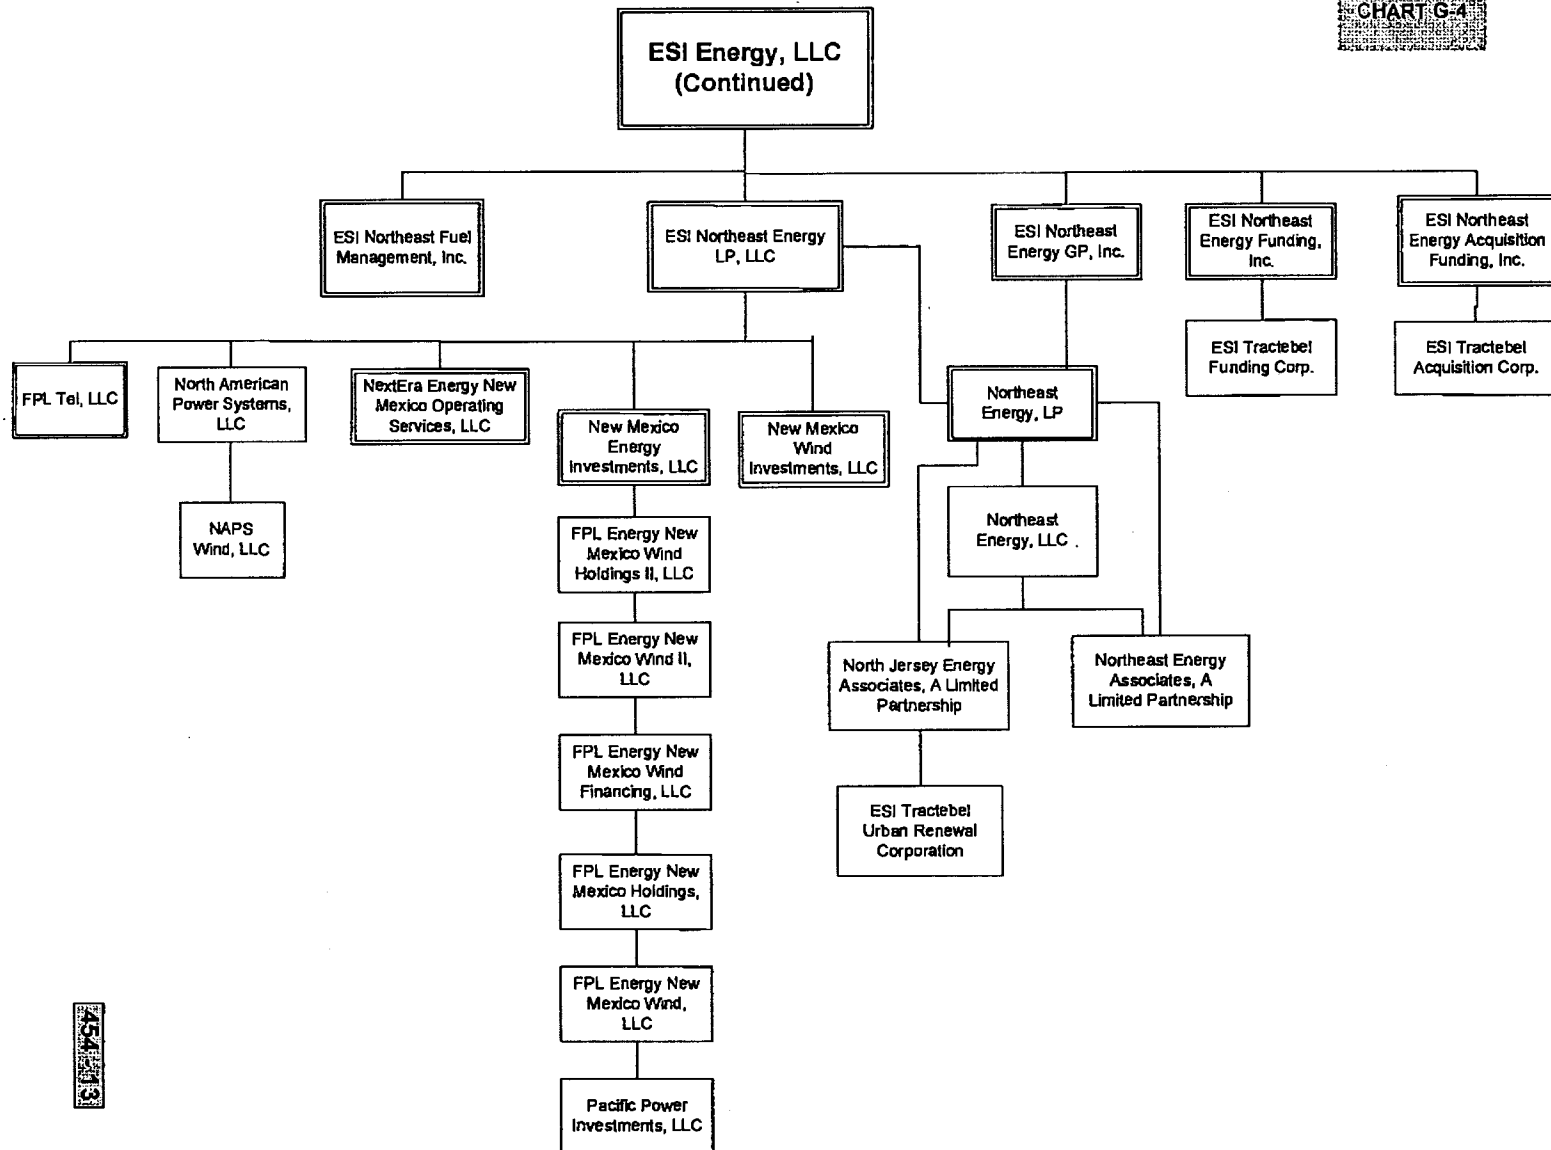 CHART G-4
ESI Energy, LLC
(Continued)
ESI Northeast Fuel
Management, Inc.
ESI Northeast Energy
LP, LLC
ESI Northeast
Energy GP, Inc.
ESI Northeast
Energy Funding,
Inc.
ESI Northeast
Energy Acquisition
Funding, Inc.
ESI Tractebel
Funding Corp.
ESI Tractebel
Acquisition Corp.
FPL Tel, LLC
North American
Power Systems,
LLC
NextEra Energy New
Mexico Operating
Services, LLC
New Mexico
Energy
Investments, LLC
New Mexico
Wind
Investments, LLC
Northeast
Energy, LP
NAPS
Wind, LLC
FPL Energy New
Mexico Wind
Holdings II, LLC
Northeast
Energy, LLC
FPL Energy New
Mexico Wind II,
LLC
North Jersey Energy
Associates, A Limited
Partnership
Northeast Energy
Associates, A
Limited Partnership
FPL Energy New
Mexico Wind
Financing, LLC
ESI Tractebel
Urban Renewal
Corporation
FPL Energy New
Mexico Holdings,
LLC
FPL Energy New
Mexico Wind,
LLC
Pacific Power
Investments, LLC
454-13